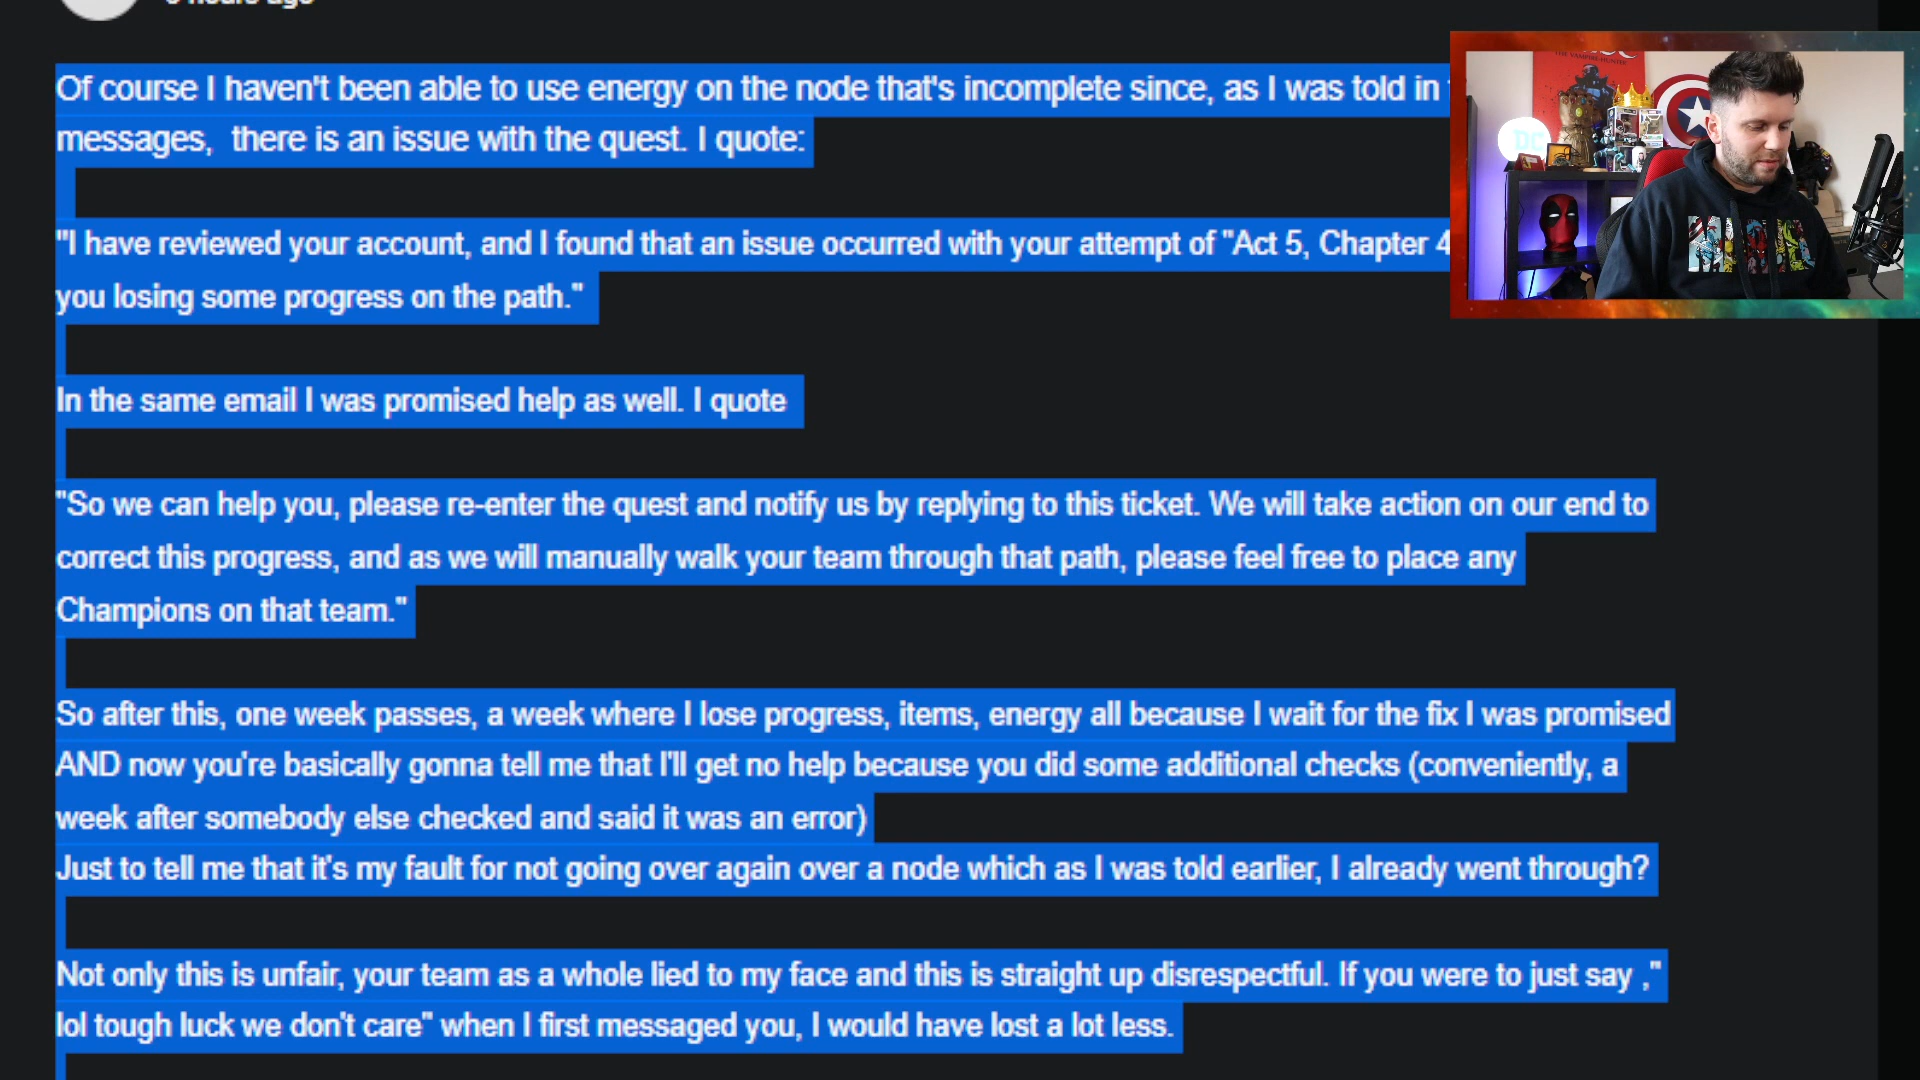 Of course I haven't been able to use energy on the node that's incomplete since, as I was told in
messages,  there is an issue with the quest. I quote:
"I have reviewed your account, and I found that an issue occurred with your attempt of "Act 5, Chapter 4
you losing some progress on the path."
In the same email I was promised help as well. I quote
"So we can help you, please re-enter the quest and notify us by replying to this ticket. We will take action on our end to
correct this progress, and as we will manually walk your team through that path, please feel free to place any
Champions on that team."
So after this, one week passes, a week where I lose progress, items, energy all because I wait for the fix I was promised
AND now you're basically gonna tell me that I'll get no help because you did some additional checks (conveniently, a
week after somebody else checked and said it was an error)
Just to tell me that it's my fault for not going over again over a node which as I was told earlier, I already went through?
Not only this is unfair, your team as a whole lied to my face and this is straight up disrespectful. If you were to just say ,"
lol tough luck we don't care" when I first messaged you, I would have lost a lot less.